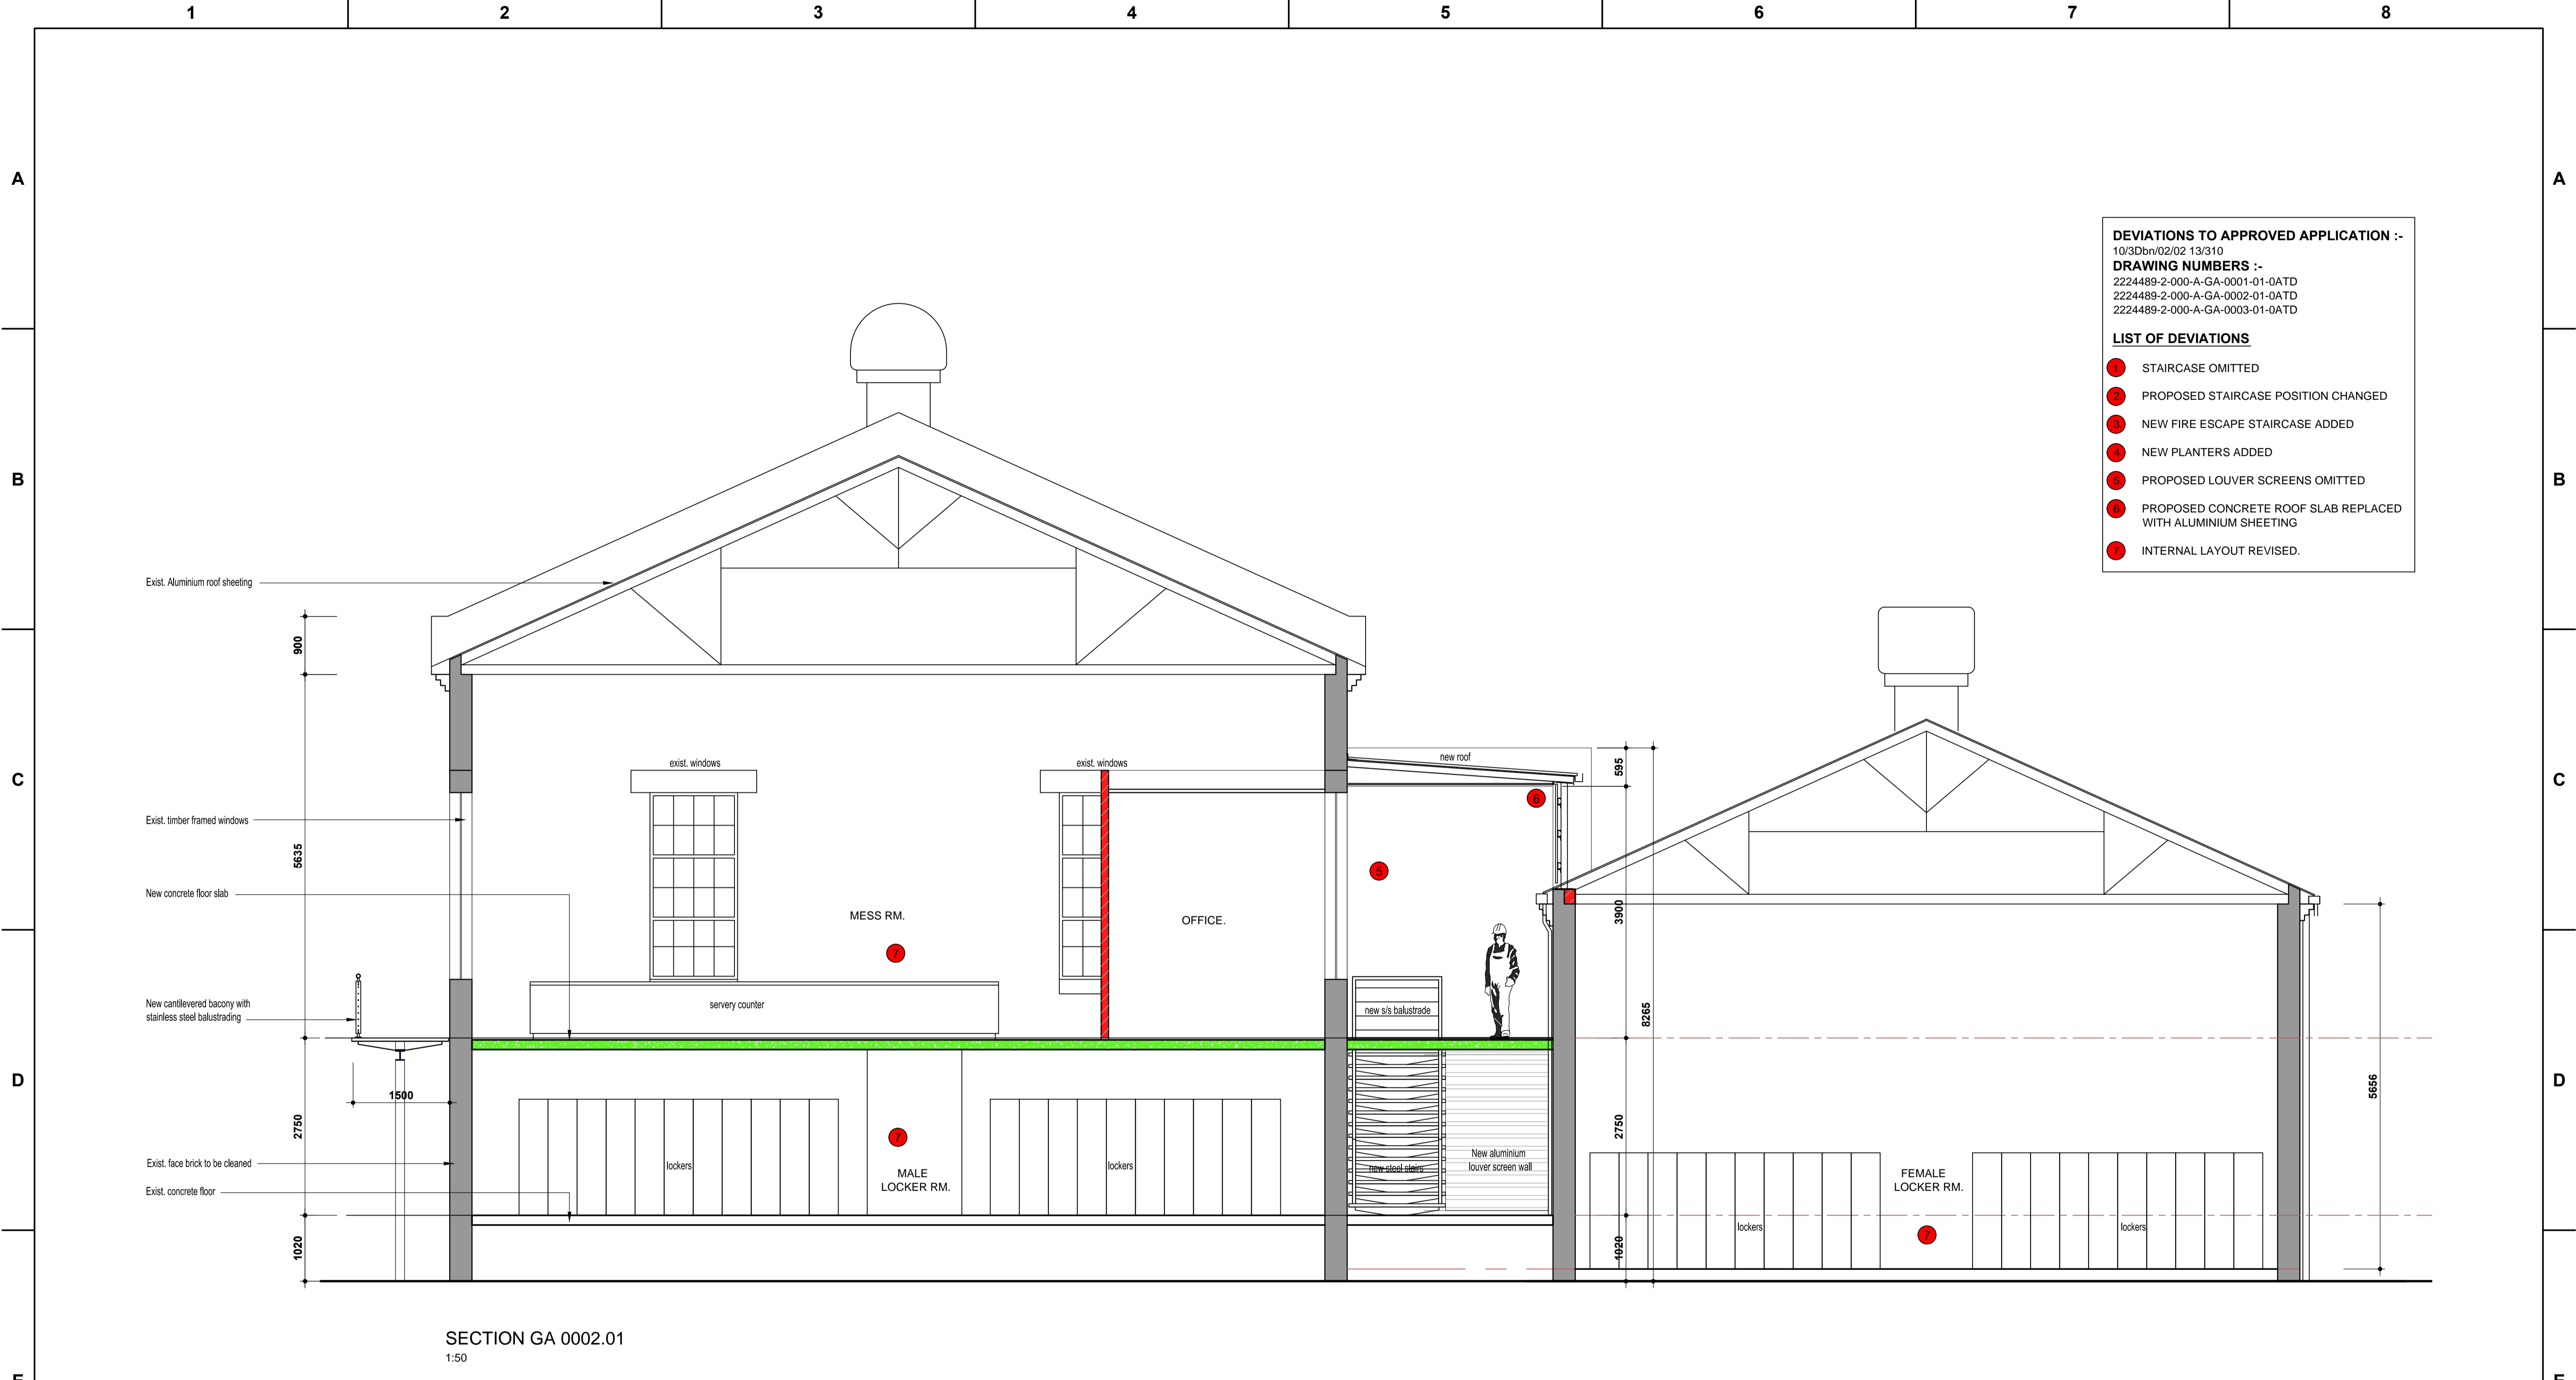 1 2 3 4 5 6 7 8
A A
DEVIATIONS TO APPROVED APPLICATION :-
10/3Dbn/02/02 13/310
DRAWING NUMBERS :-
2224489-2-000-A-GA-0001-01-0ATD
2224489-2-000-A-GA-0002-01-0ATD
2224489-2-000-A-GA-0003-01-0ATD
LIST OF DEVIATIONS
1. STAIRCASE OMITTED
2. PROPOSED STAIRCASE POSITION CHANGED
3. NEW FIRE ESCAPE STAIRCASE ADDED
4. NEW PLANTERS ADDED
5. PROPOSED LOUVER SCREENS OMITTED
6. PROPOSED CONCRETE ROOF SLAB REPLACED
WITH ALUMINIUM SHEETING
7. INTERNAL LAYOUT REVISED.
B B
Exist. Aluminium roof sheeting
900
C C
exist. windows
exist. windows
new roof
595
6
Exist. timber framed windows
5635
5
New concrete floor slab
MESS RM.
OFFICE.
3900
7
New cantilevered bacony with
stainless steel balustrading
servery counter
new s/s balustrade
8265
D D
1500
5656
2750
2750
7
Exist. face brick to be cleaned
lockers
lockers
MALE
LOCKER RM.
new steel stairs
New aluminium
louver screen wall
FEMALE
LOCKER RM.
Exist. concrete floor
lockers
lockers
7
1020
1020
SECTION GA 0002.01
1:50
E E